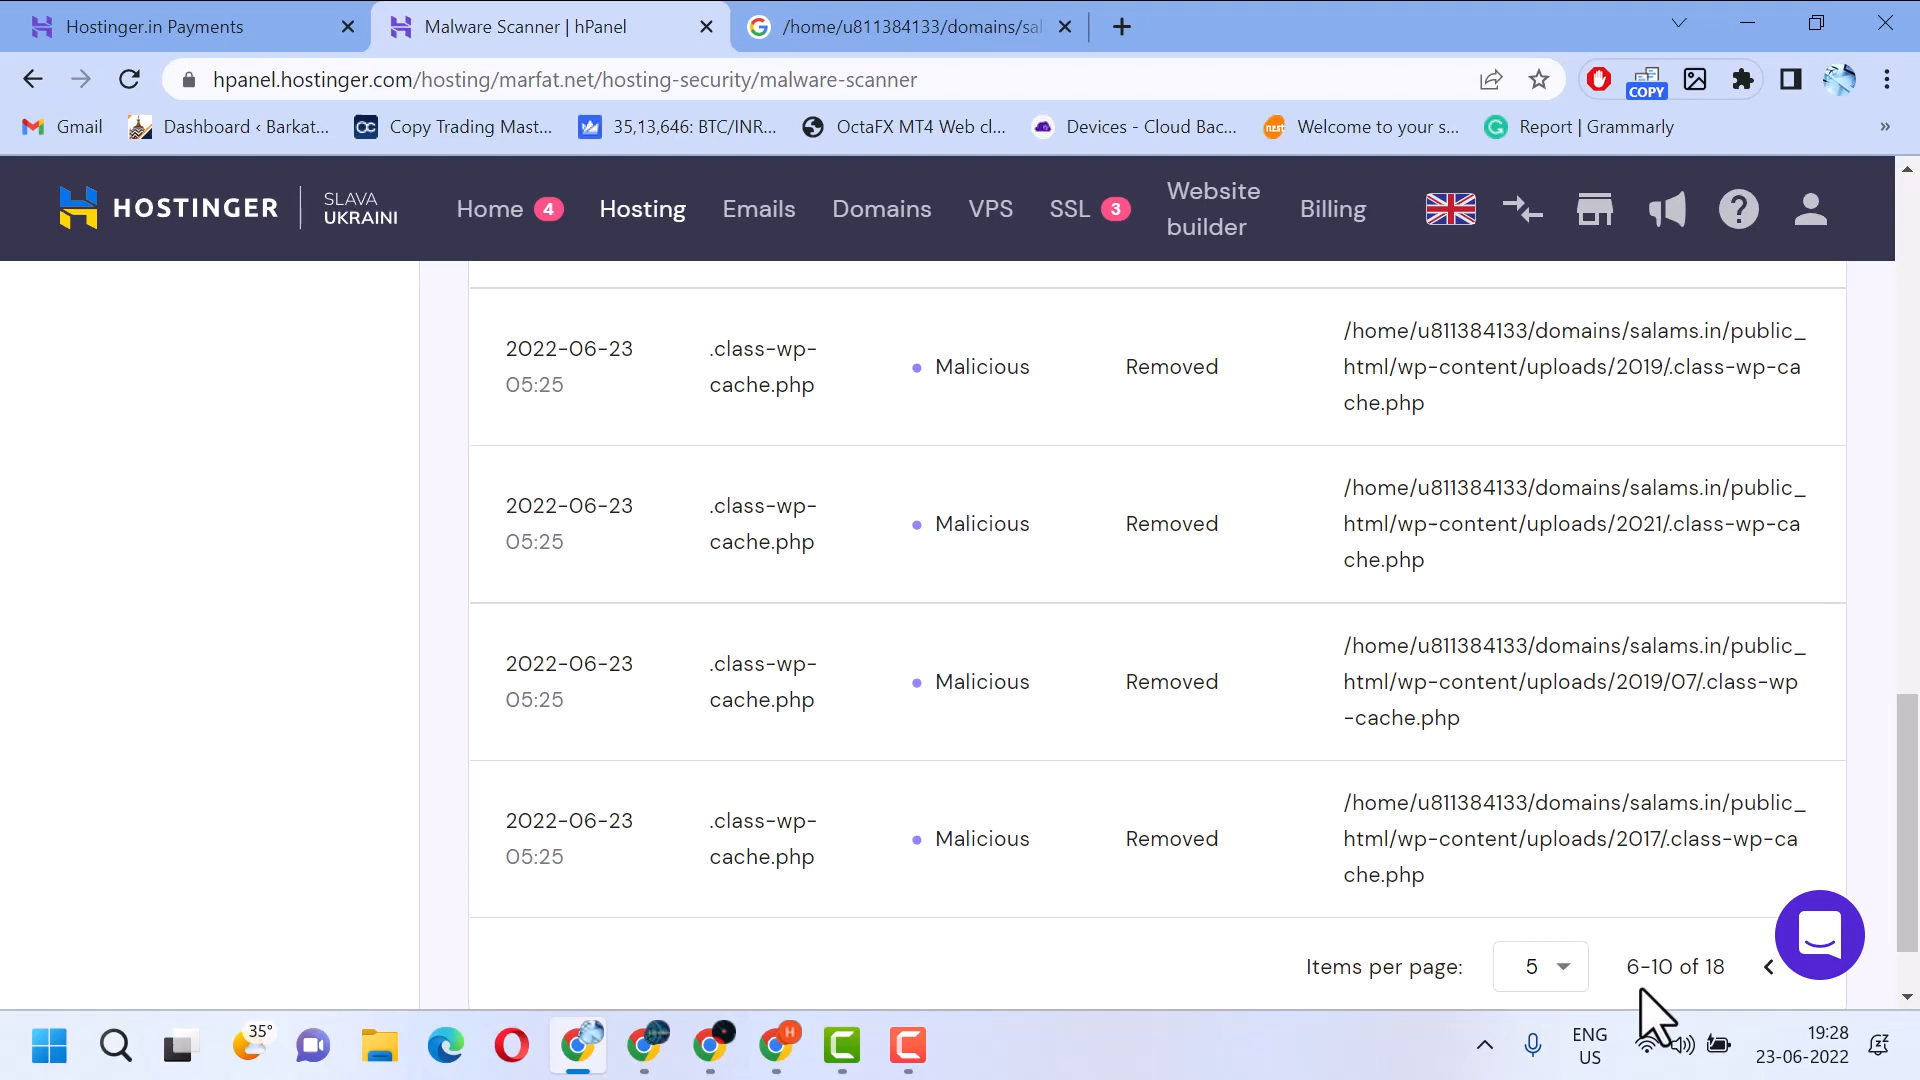 Hostinger.in Payments
Malware Scanner | hPanel
/home/u811384133/domains/sal
hpanel.hostinger.com/hosting/marfat.net/hosting-security/malware-scanner
COPY
Gmail
Dashboard ‹ Barkat...
Copy Trading Mast...
35,13,646: BTC/INR...
OctaFX MT4 Web cl...
Devices - Cloud Bac...
Welcome to your s...
Report | Grammarly
»
HOSTINGER
SLAVA
UKRAINI
Home 4
Hosting
Emails
Domains
VPS
SSL 3
Website
builder
Billing
2022-06-23
05:25
.class-wp-
cache.php
Malicious
Removed
/home/u811384133/domains/salams.in/public_
html/wp-content/uploads/2019/.class-wp-ca
che.php
2022-06-23
05:25
.class-wp-
cache.php
Malicious
Removed
/home/u811384133/domains/salams.in/public_
html/wp-content/uploads/2021/.class-wp-ca
che.php
2022-06-23
05:25
.class-wp-
cache.php
Malicious
Removed
/home/u811384133/domains/salams.in/public_
html/wp-content/uploads/2019/07/.class-wp
-cache.php
2022-06-23
05:25
.class-wp-
cache.php
Malicious
Removed
/home/u811384133/domains/salams.in/public_
html/wp-content/uploads/2017/.class-wp-ca
che.php
Items per page:
5
6-10 of 18
35°
H
ENG
US
19:28
23-06-2022